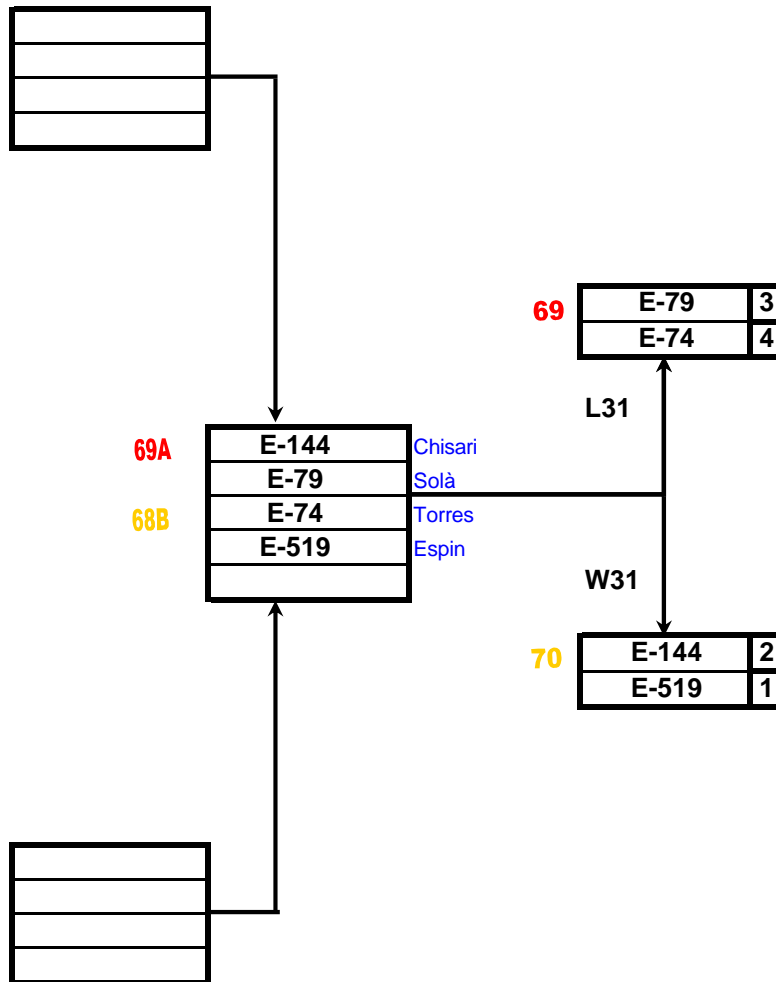 69 E-79 3
E-74 4
L31
69A E-144 Chisari
E-79 Solà
68B E-74 Torres
E-519 Espin
W31
70 E-144 2
E-519 1